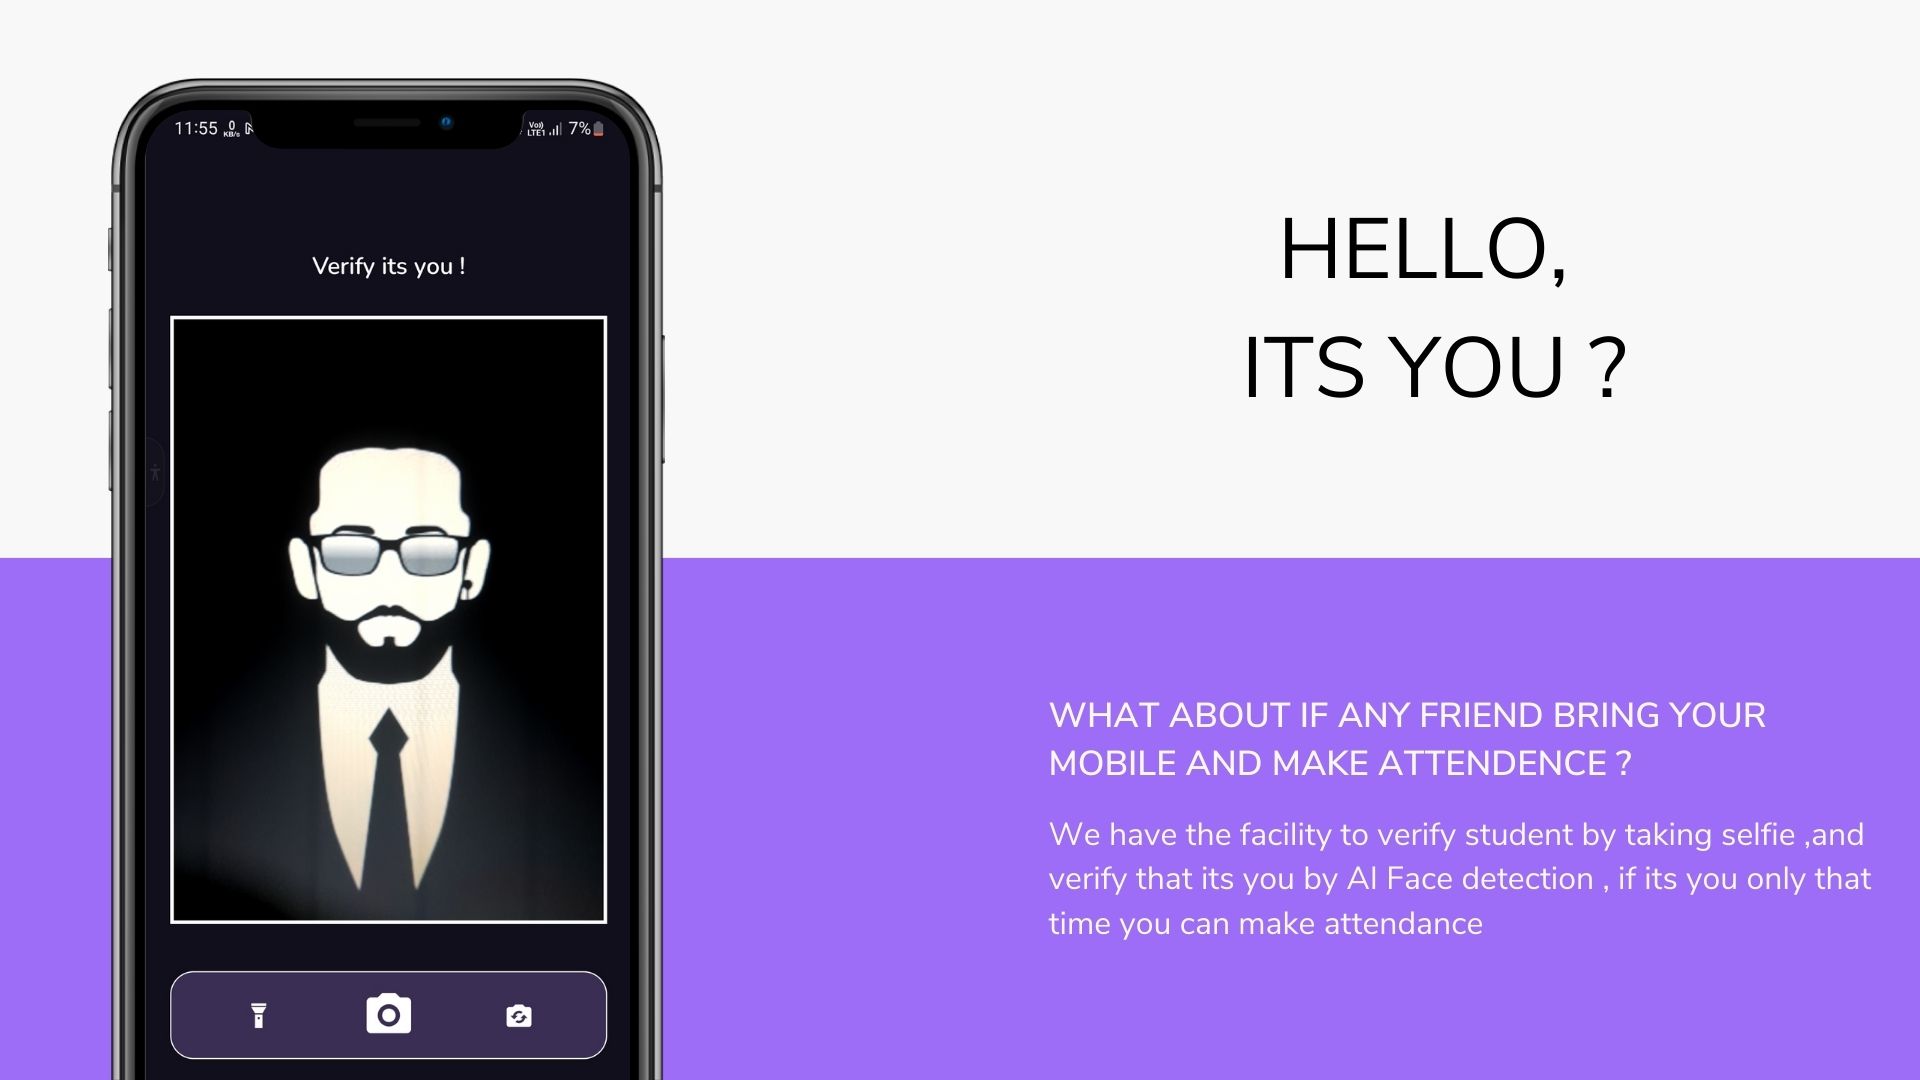 11:55 0 KB/s
Vo)) LTE1 7%
Verify its you !
HELLO,
ITS YOU ?
WHAT ABOUT IF ANY FRIEND BRING YOUR
MOBILE AND MAKE ATTENDENCE ?
We have the facility to verify student by taking selfie ,and
verify that its you by AI Face detection , if its you only that
time you can make attendance